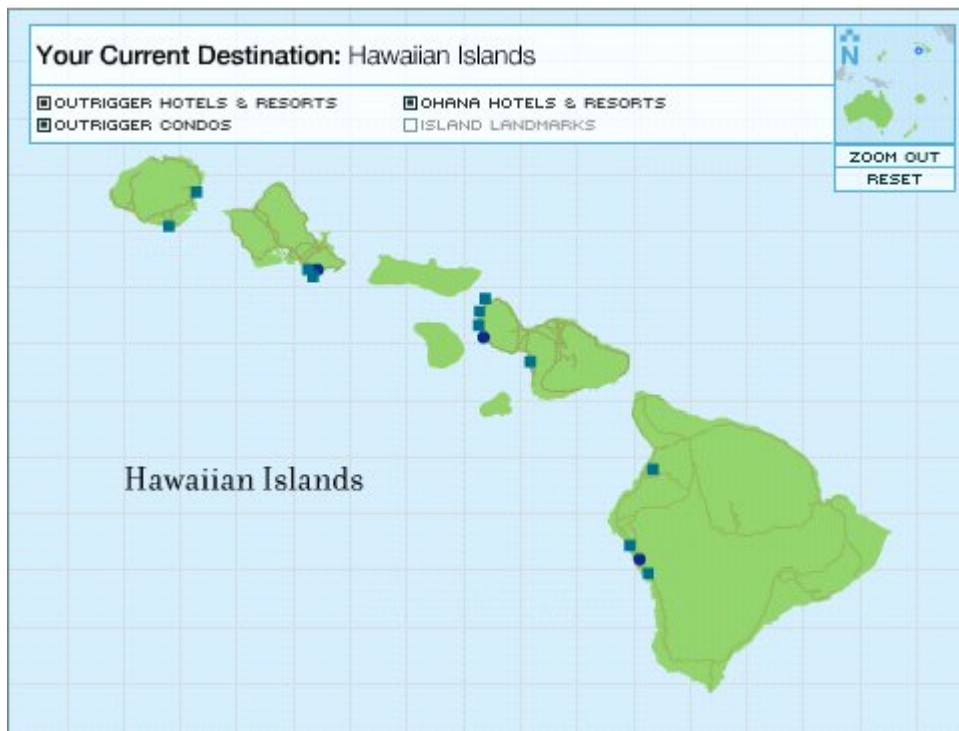 Your Current Destination: Hawaiian Islands
OUTRIGGER HOTELS & RESORTS
OHANA HOTELS & RESORTS
OUTRIGGER CONDOS
ISLAND LANDMARKS
N
ZOOM OUT
RESET
Hawaiian Islands